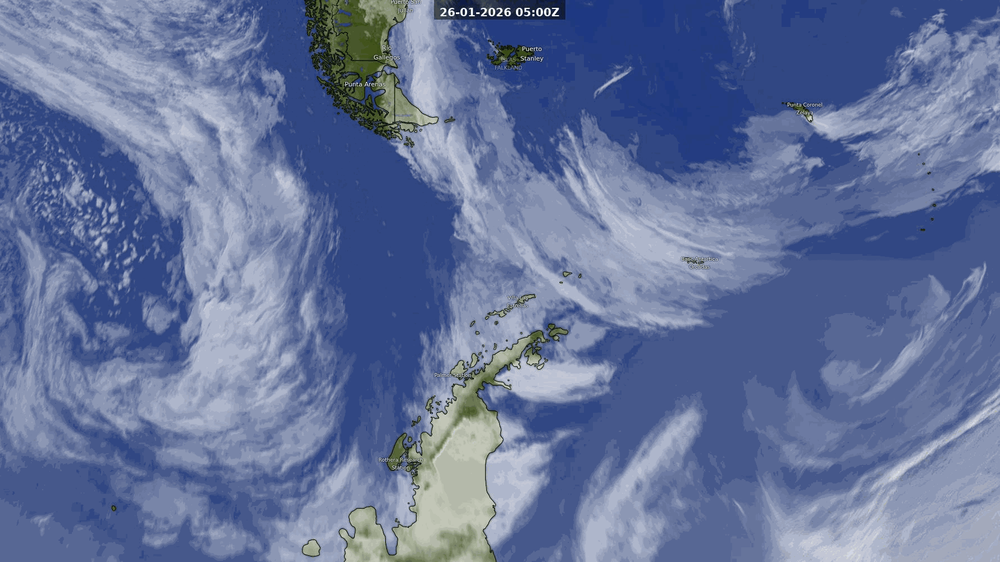 Puerto San
Julián
26-01-2026 05:00Z
Río
Gallegos
Puerto
Stanley
ISLAS
FALKLAND
Punta Arenas
Punta Coronel
Zelaya
Base Antartica
Orcadas
Villa Las
Estrellas
Palmer Station
Rothera Research
Station